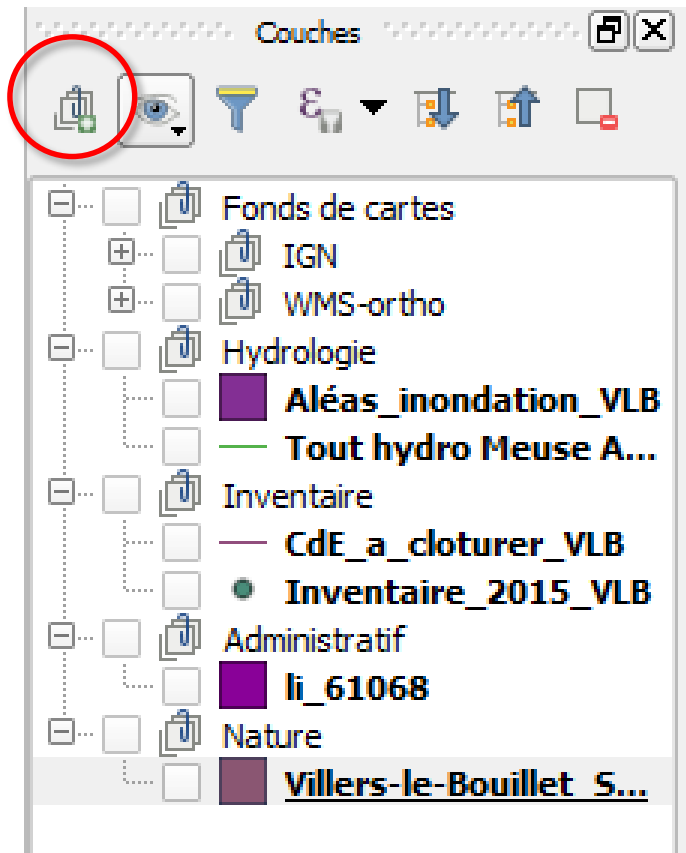 Couches
Fonds de cartes
IGN
WMS-ortho
Hydrologie
Aléas_inondation_VLB
Tout hydro Meuse A...
Inventaire
CdE_a_cloturer_VLB
Inventaire_2015_VLB
Administratif
li_61068
Nature
Villers-le-Bouillet_S...